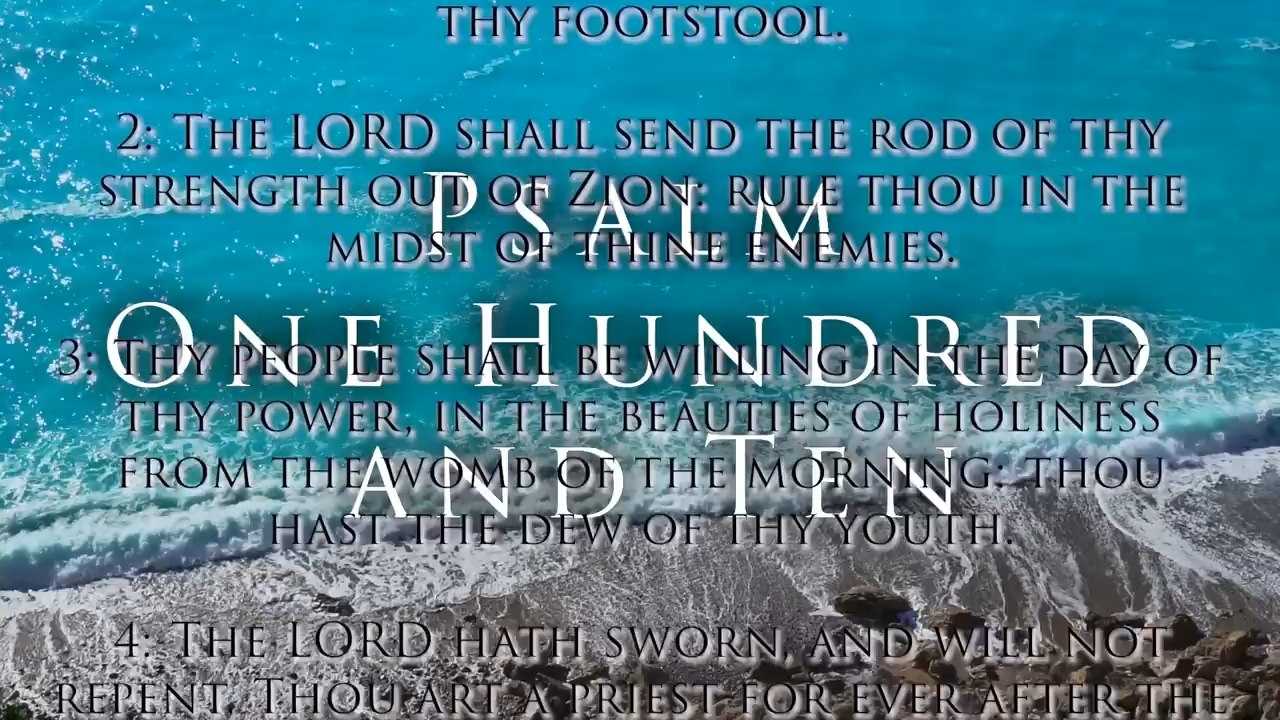 THY FOOTSTOOL.
2: THE LORD SHALL SEND THE ROD OF THY
STRENGTH OUT OF ZION: RULE THOU IN THE
MIDST OF THINE ENEMIES.
3: THY PEOPLE SHALL BE WILLING IN THE DAY OF
THY POWER, IN THE BEAUTIES OF HOLINESS
FROM THE WOMB OF THE MORNING: THOU
HAST THE DEW OF THY YOUTH.
4: THE LORD HATH SWORN, AND WILL NOT
REPENT, THOU ART A PRIEST FOR EVER AFTER THE
PSALM
ONE HUNDRED
AND TEN